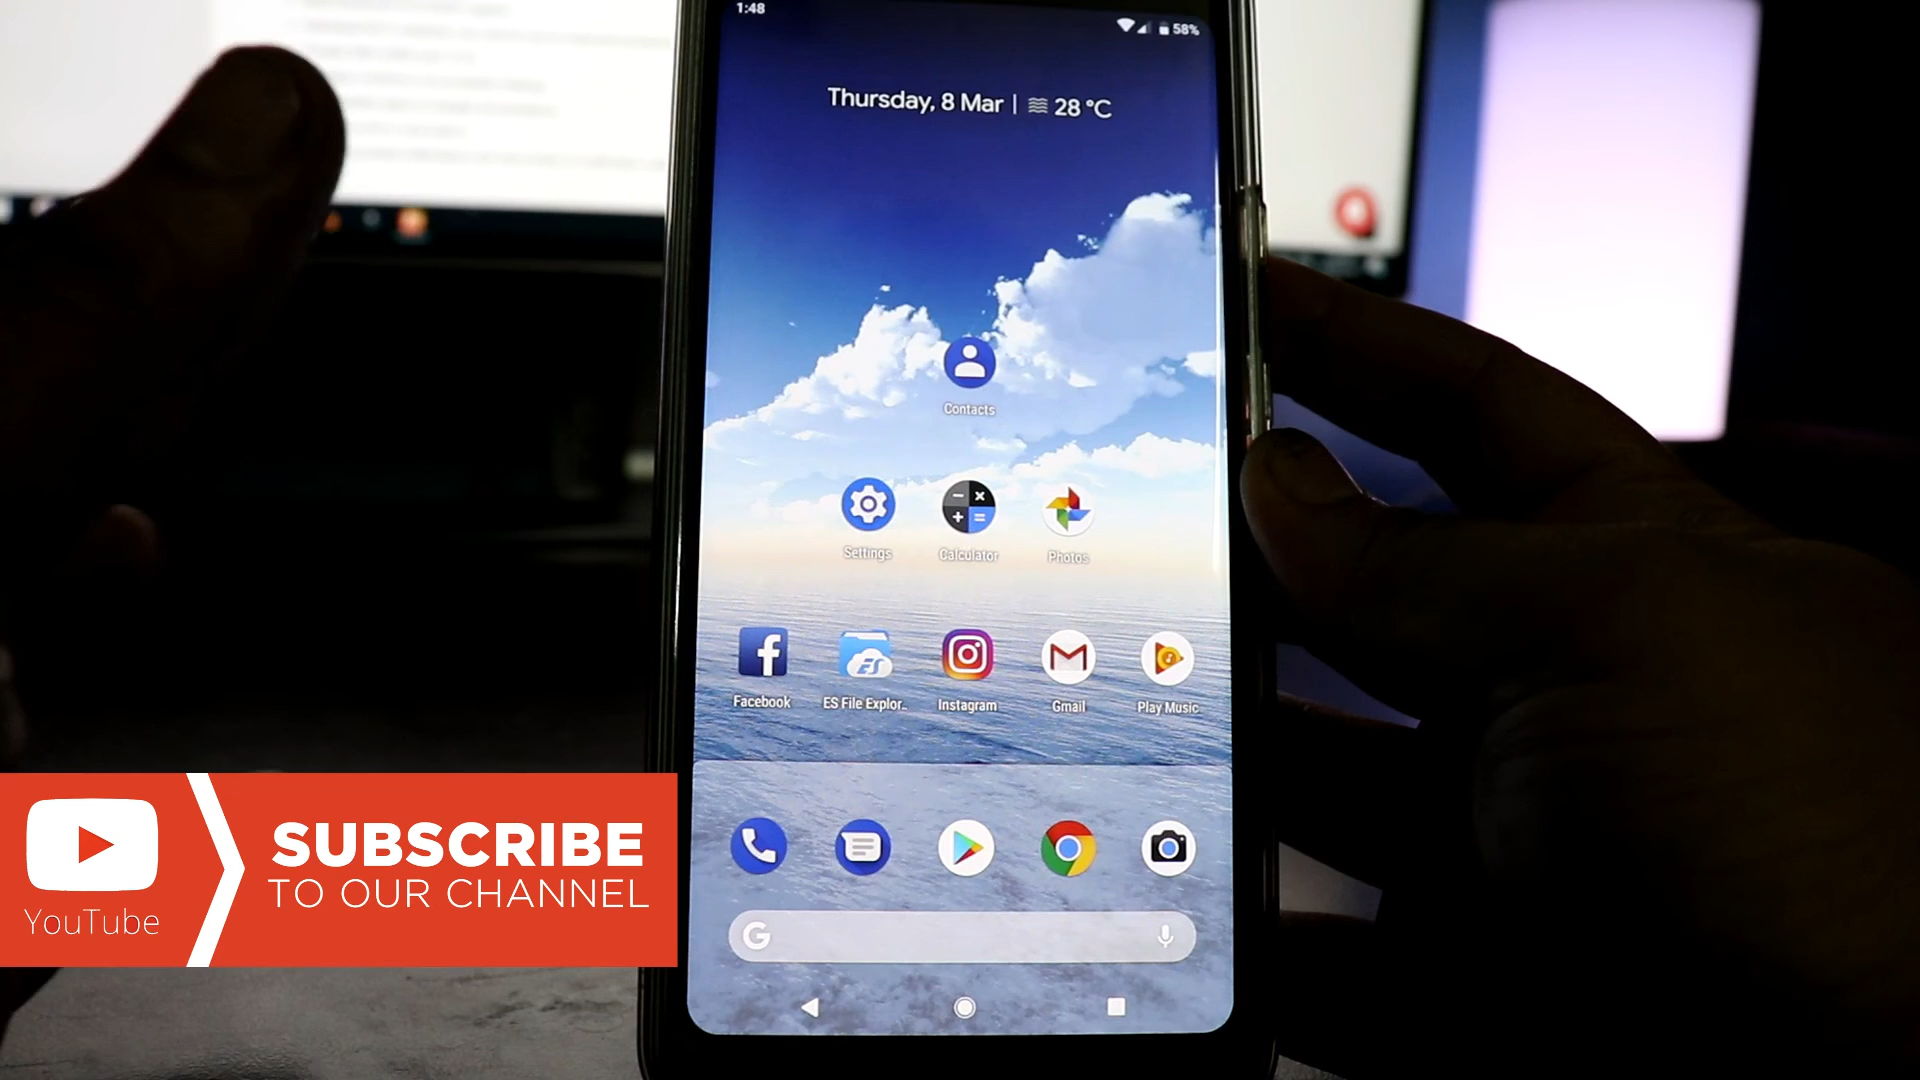 1:48
58%
Thursday, 8 Mar | 28 °C
Contacts
Settings
Calculator
Photos
Facebook
ES File Explor..
Instagram
Gmail
Play Music
YouTube
SUBSCRIBE
TO OUR CHANNEL